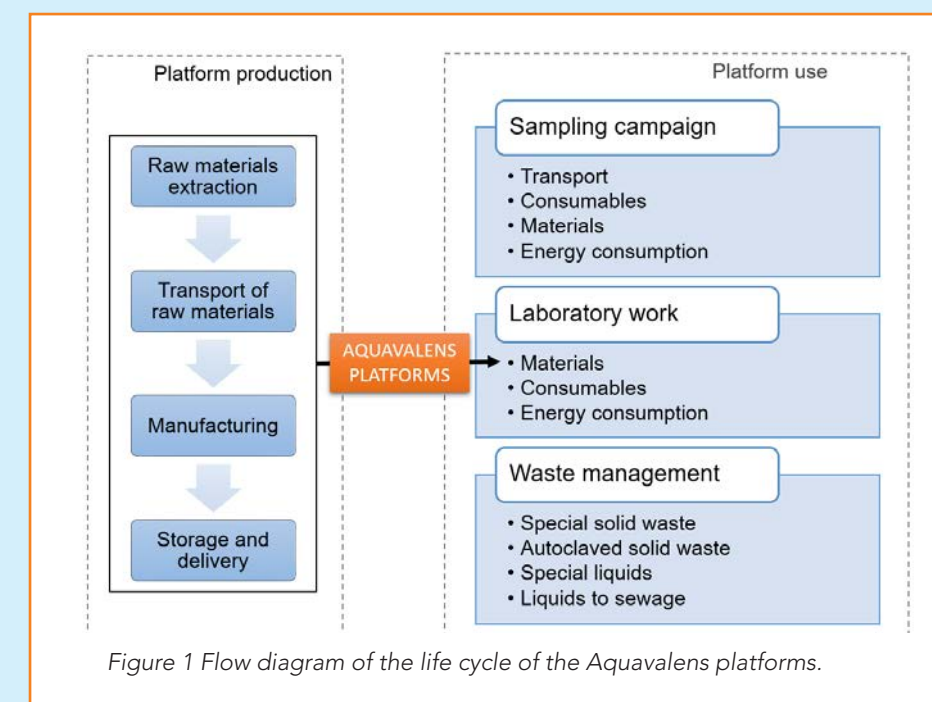 Platform production
Raw materials
extraction
Transport of
raw materials
Manufacturing
Storage and
delivery
AQUAVALENS
PLATFORMS
Platform use
Sampling campaign
• Transport
• Consumables
• Materials
• Energy consumption
Laboratory work
• Materials
• Consumables
• Energy consumption
Waste management
• Special solid waste
• Autoclaved solid waste
• Special liquids
• Liquids to sewage
Figure 1 Flow diagram of the life cycle of the Aquavalens platforms.